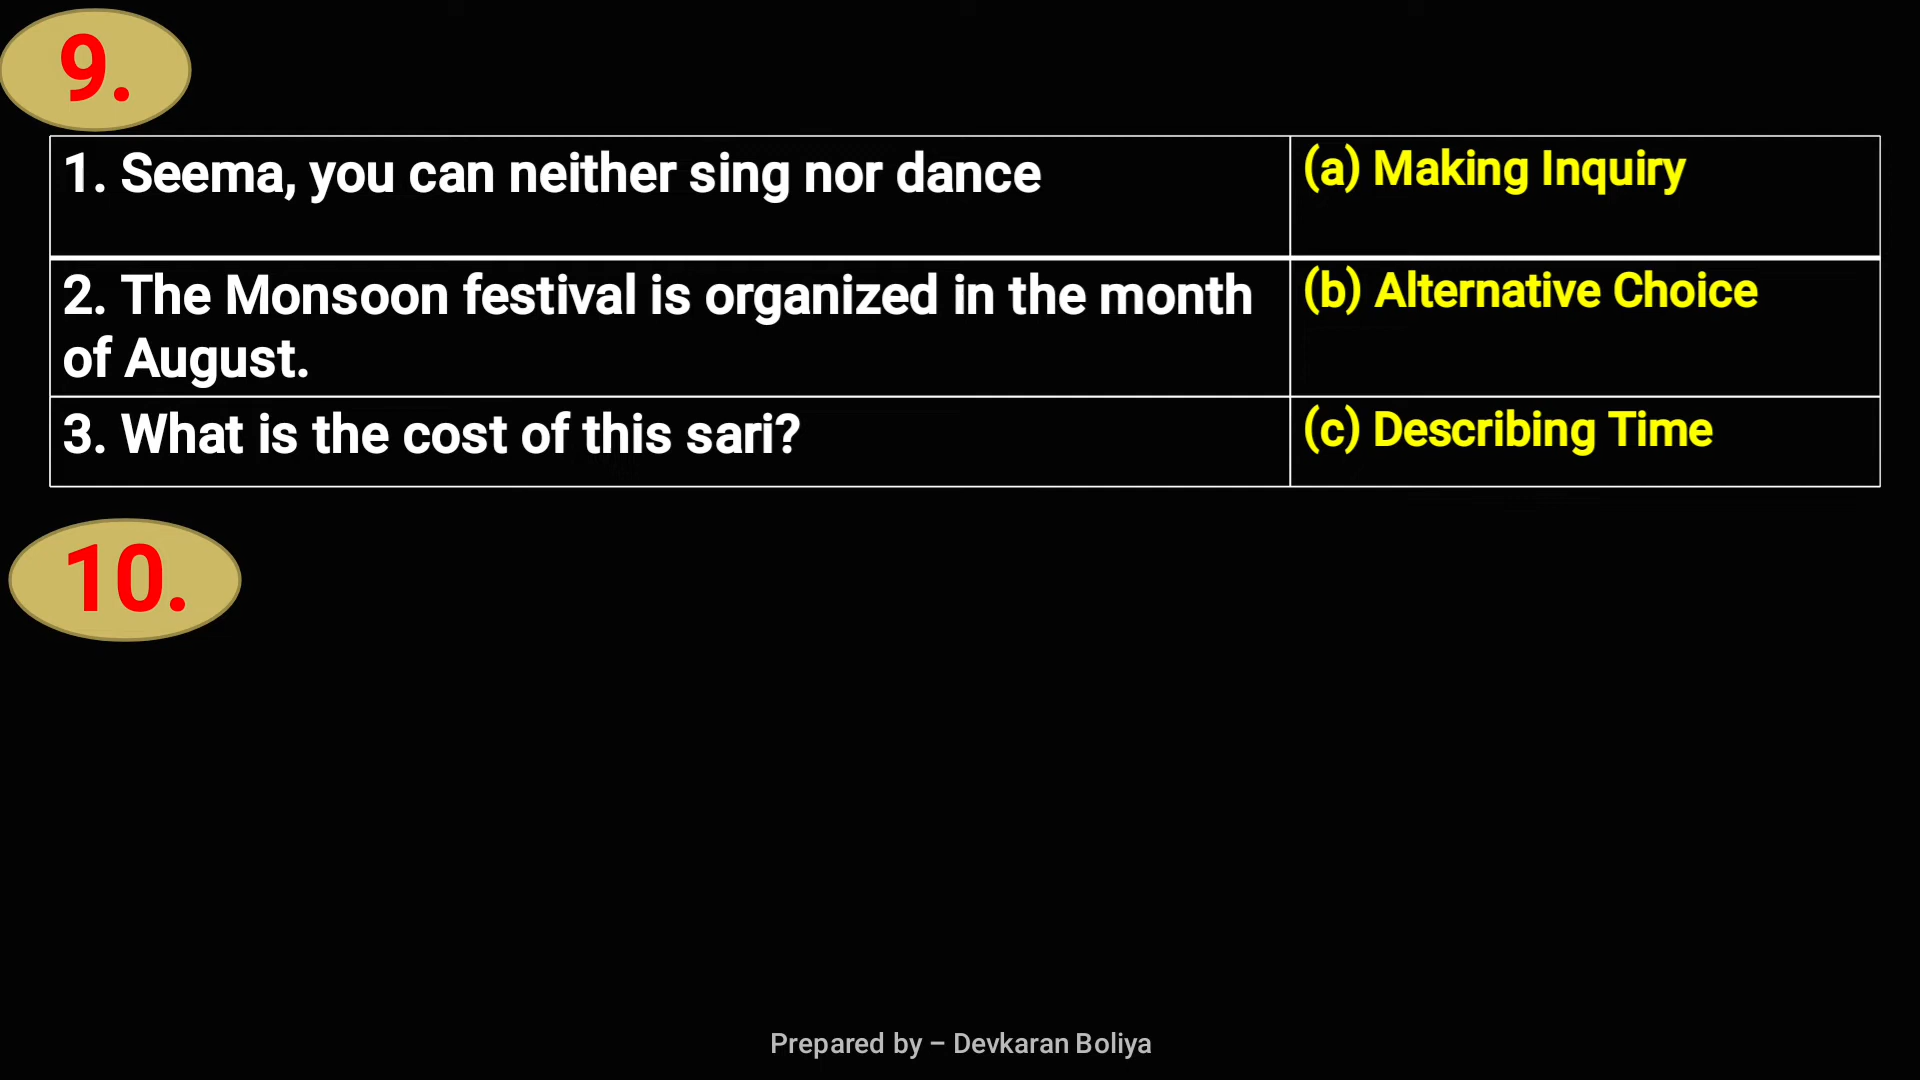 9.
1. Seema, you can neither sing nor dance
(a) Making Inquiry
2. The Monsoon festival is organized in the month
of August.
(b) Alternative Choice
3. What is the cost of this sari?
(c) Describing Time
10.
Prepared by – Devkaran Boliya